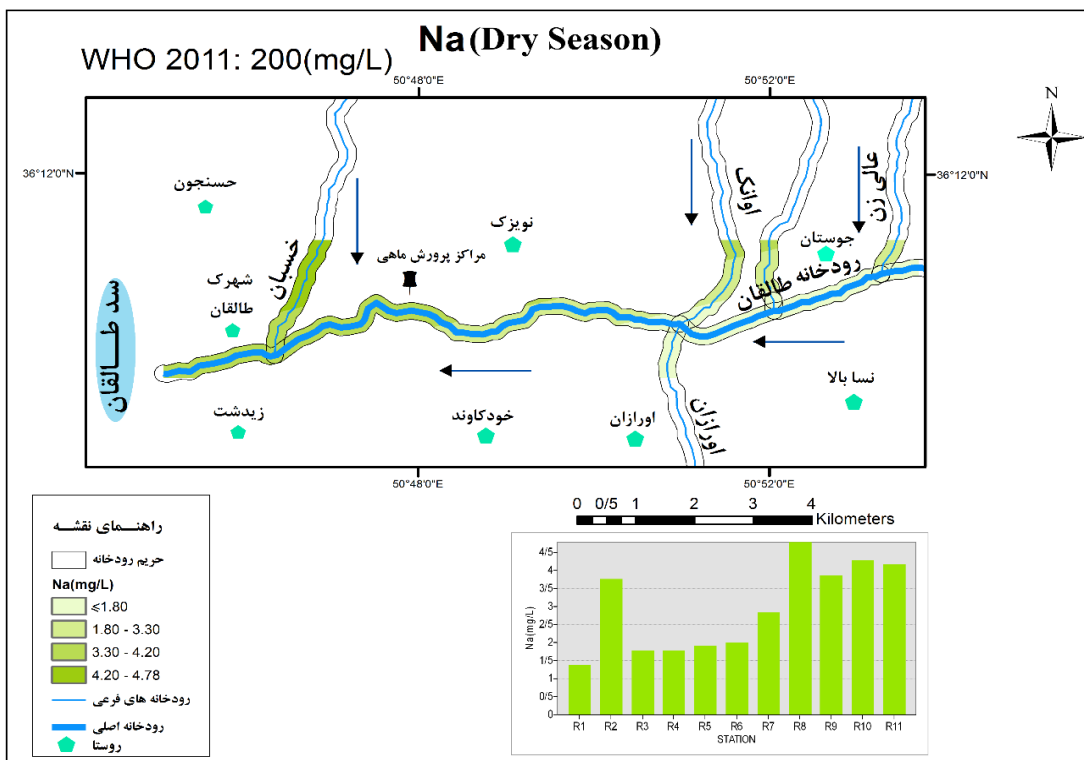 Na (Dry Season)
WHO 2011: 200(mg/L)
50°48'0"E
50°52'0"E
N
36°12'0"N
36°12'0"N
حسنجون
نویزک
اوانک
عالی زن
جوستان
خسبان
مراکز پرورش ماهی
شهرک
طالقان
رودخانه طالقان
سد طالقان
نسا بالا
زیدشت
خودکاوند
اورازان
اورازان
50°48'0"E
50°52'0"E
0 0/5 1 2 3 4
Kilometers
راهنمای نقشه
حریم رودخانه
Na(mg/L)
⩽1.80
1.80 - 3.30
3.30 - 4.20
4.20 - 4.78
رودخانه های فرعی
رودخانه اصلی
روستا
Na(mg/L)
4/5
4
3/5
3
2/5
2
1/5
1
0/5
0
R1 R2 R3 R4 R5 R6 R7 R8 R9 R10 R11
STATION